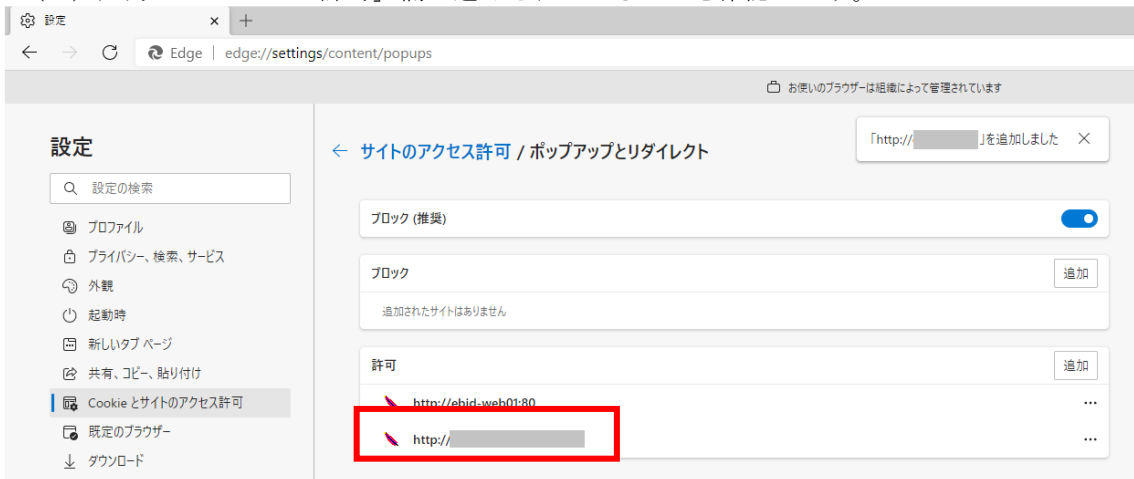 設定
Edge | edge://settings/content/popups
お使いのブラウザーは組織によって管理されています
設定
設定の検索
プロファイル
プライバシー、検索、サービス
外観
起動時
新しいタブ ページ
共有、コピー、貼り付け
Cookie とサイトのアクセス許可
既定のブラウザー
ダウンロード
サイトのアクセス許可 / ポップアップとリダイレクト
「http:// 」を追加しました
ブロック (推奨)
ブロック
追加
追加されたサイトはありません
許可
追加
http://ebid-web01:80
http://